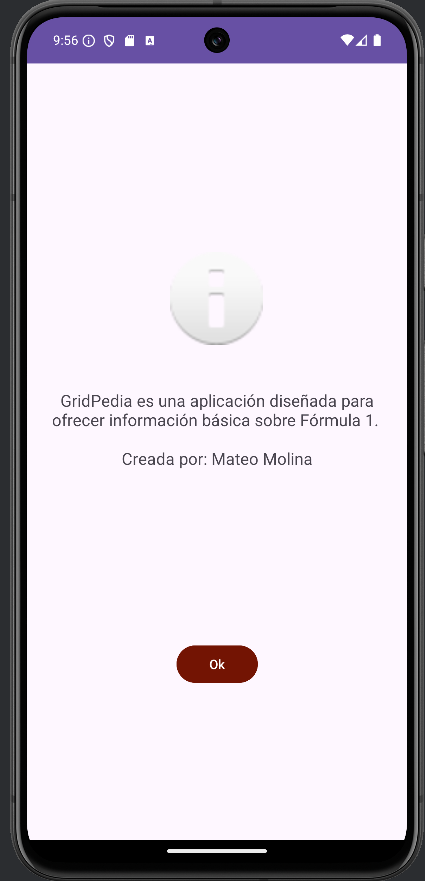 9:56
GridPedia es una aplicación diseñada para
ofrecer información básica sobre Fórmula 1.
Creada por: Mateo Molina
Ok